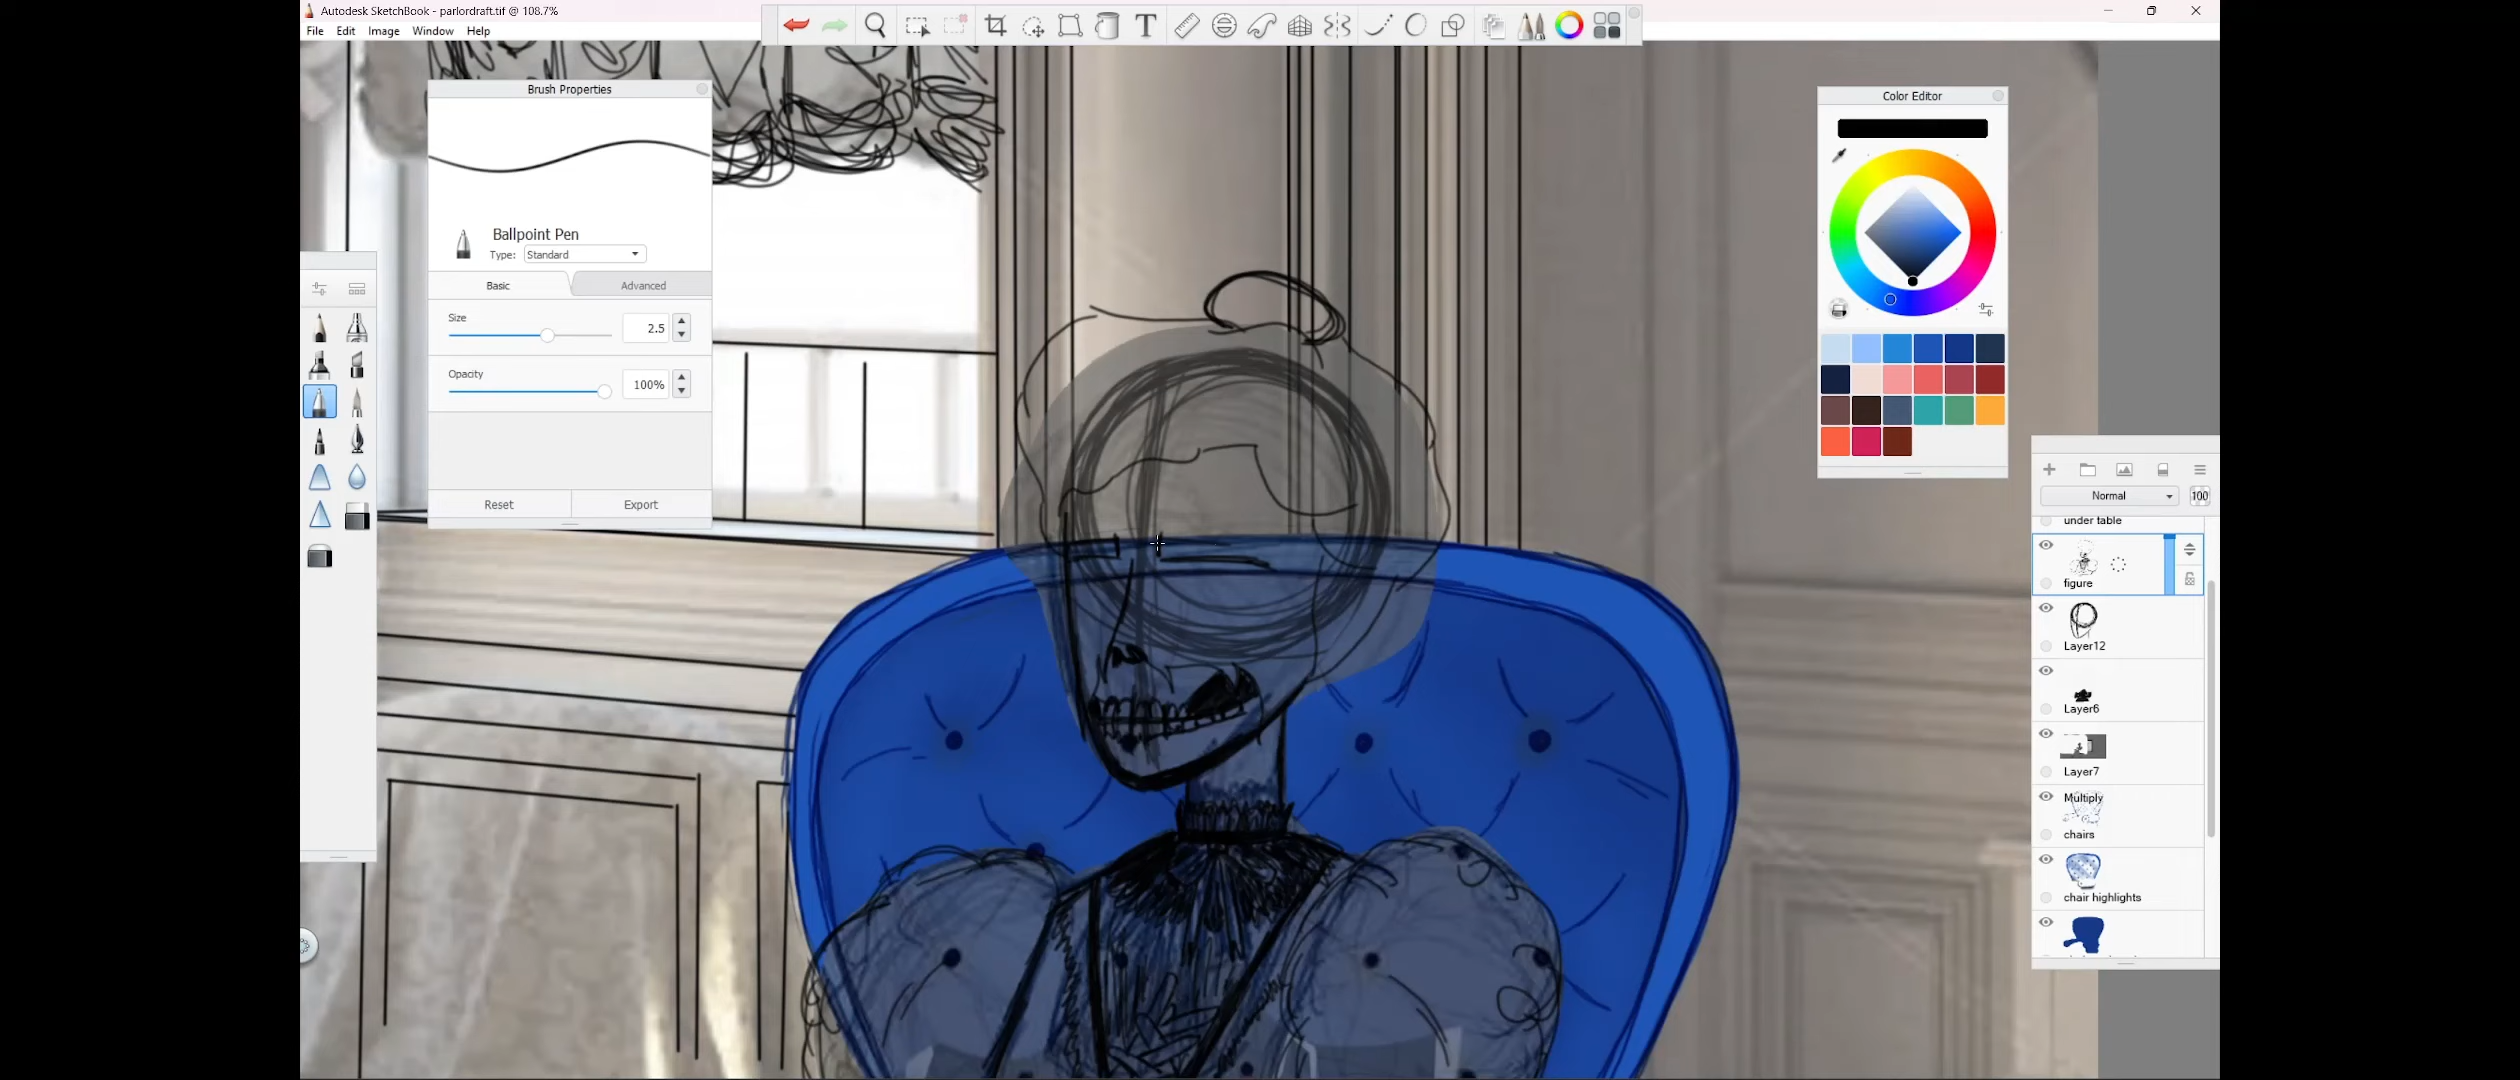 Autodesk SketchBook - parlordraft.tif @ 108.7%
File Edit Image Window Help
T
Brush Properties
Ballpoint Pen
Type: Standard
Basic Advanced
Size
2.5
Opacity
100%
Reset Export
Color Editor
Normal 100
under table
figure
Layer12
Layer6
Layer7
Multiply
chairs
chair highlights